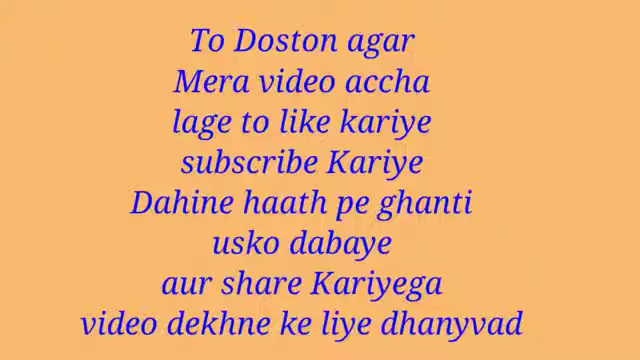 To Doston agar
Mera video accha
lage to like kariye
subscribe Kariye
Dahine haath pe ghanti
usko dabaye
aur share Kariyega
video dekhne ke liye dhanyvad